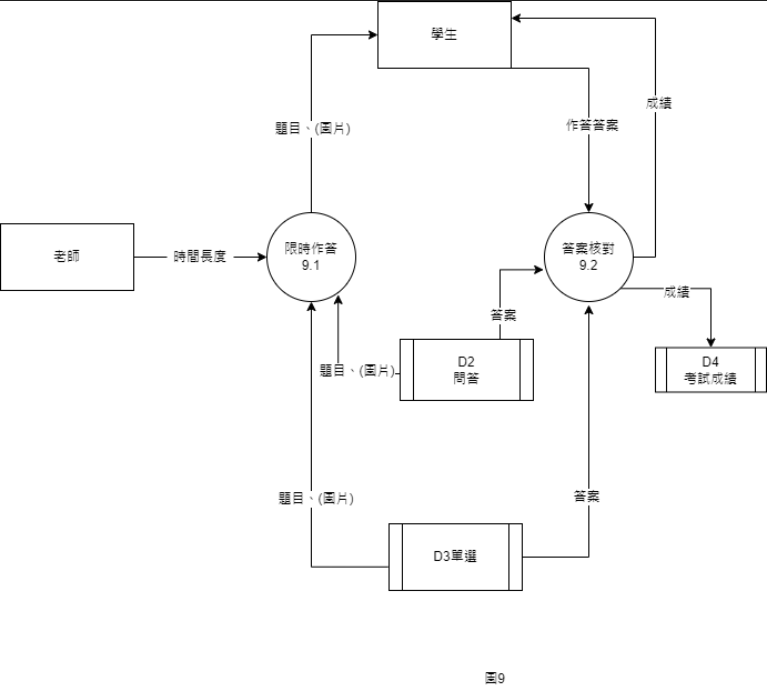 學生
成績
作答答案
題目、(圖片)
老師
時間長度
限時作答
9.1
答案核對
9.2
成績
答案
D2
問答
題目、(圖片)
D4
考試成績
題目、(圖片)
答案
D3單選
圖9